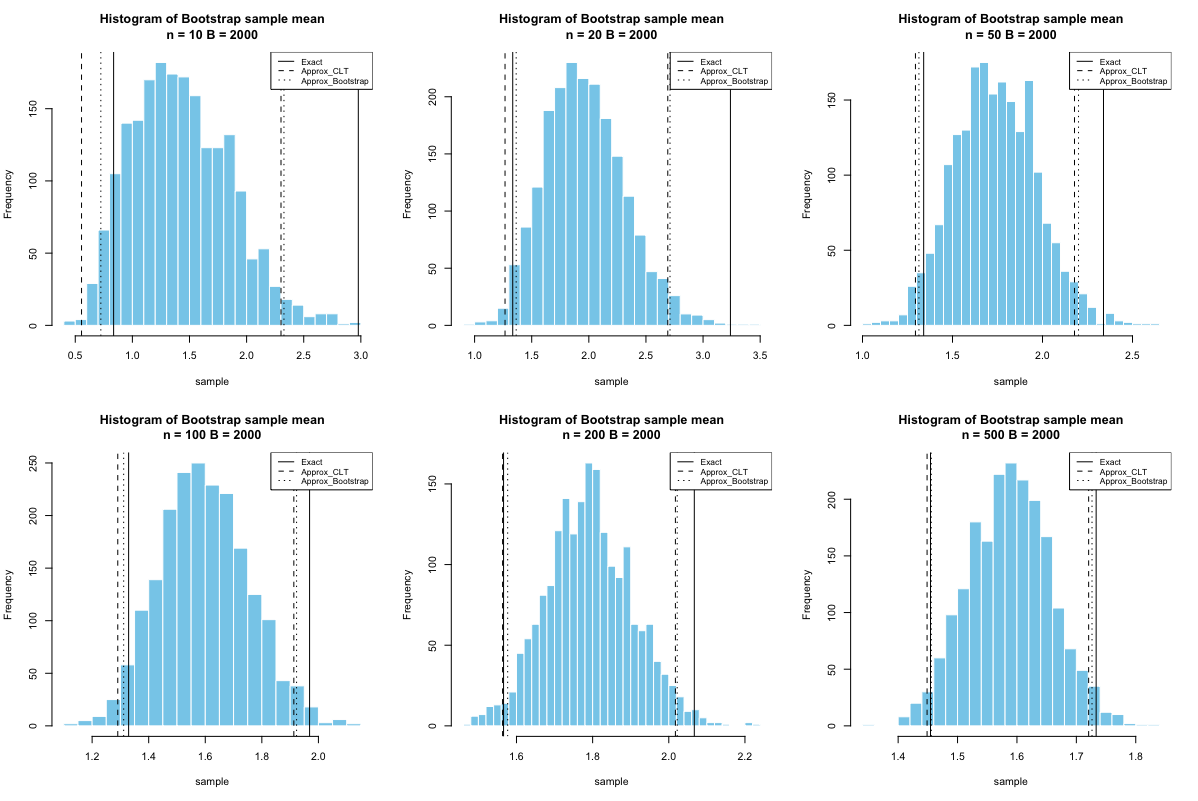 Histogram of Bootstrap sample mean
n = 10 B = 2000
Exact
Approx_CLT
Approx_Bootstrap
Frequency
0
50
100
150
0.5 1.0 1.5 2.0 2.5 3.0
sample
Histogram of Bootstrap sample mean
n = 20 B = 2000
Exact
Approx_CLT
Approx_Bootstrap
Frequency
0
50
100
150
200
1.0 1.5 2.0 2.5 3.0 3.5
sample
Histogram of Bootstrap sample mean
n = 50 B = 2000
Exact
Approx_CLT
Approx_Bootstrap
Frequency
0
50
100
150
1.0 1.5 2.0 2.5
sample
Histogram of Bootstrap sample mean
n = 100 B = 2000
Exact
Approx_CLT
Approx_Bootstrap
Frequency
0
50
100
150
200
250
1.2 1.4 1.6 1.8 2.0
sample
Histogram of Bootstrap sample mean
n = 200 B = 2000
Exact
Approx_CLT
Approx_Bootstrap
Frequency
0
50
100
150
1.6 1.8 2.0 2.2
sample
Histogram of Bootstrap sample mean
n = 500 B = 2000
Exact
Approx_CLT
Approx_Bootstrap
Frequency
0
50
100
150
200
1.4 1.5 1.6 1.7 1.8
sample